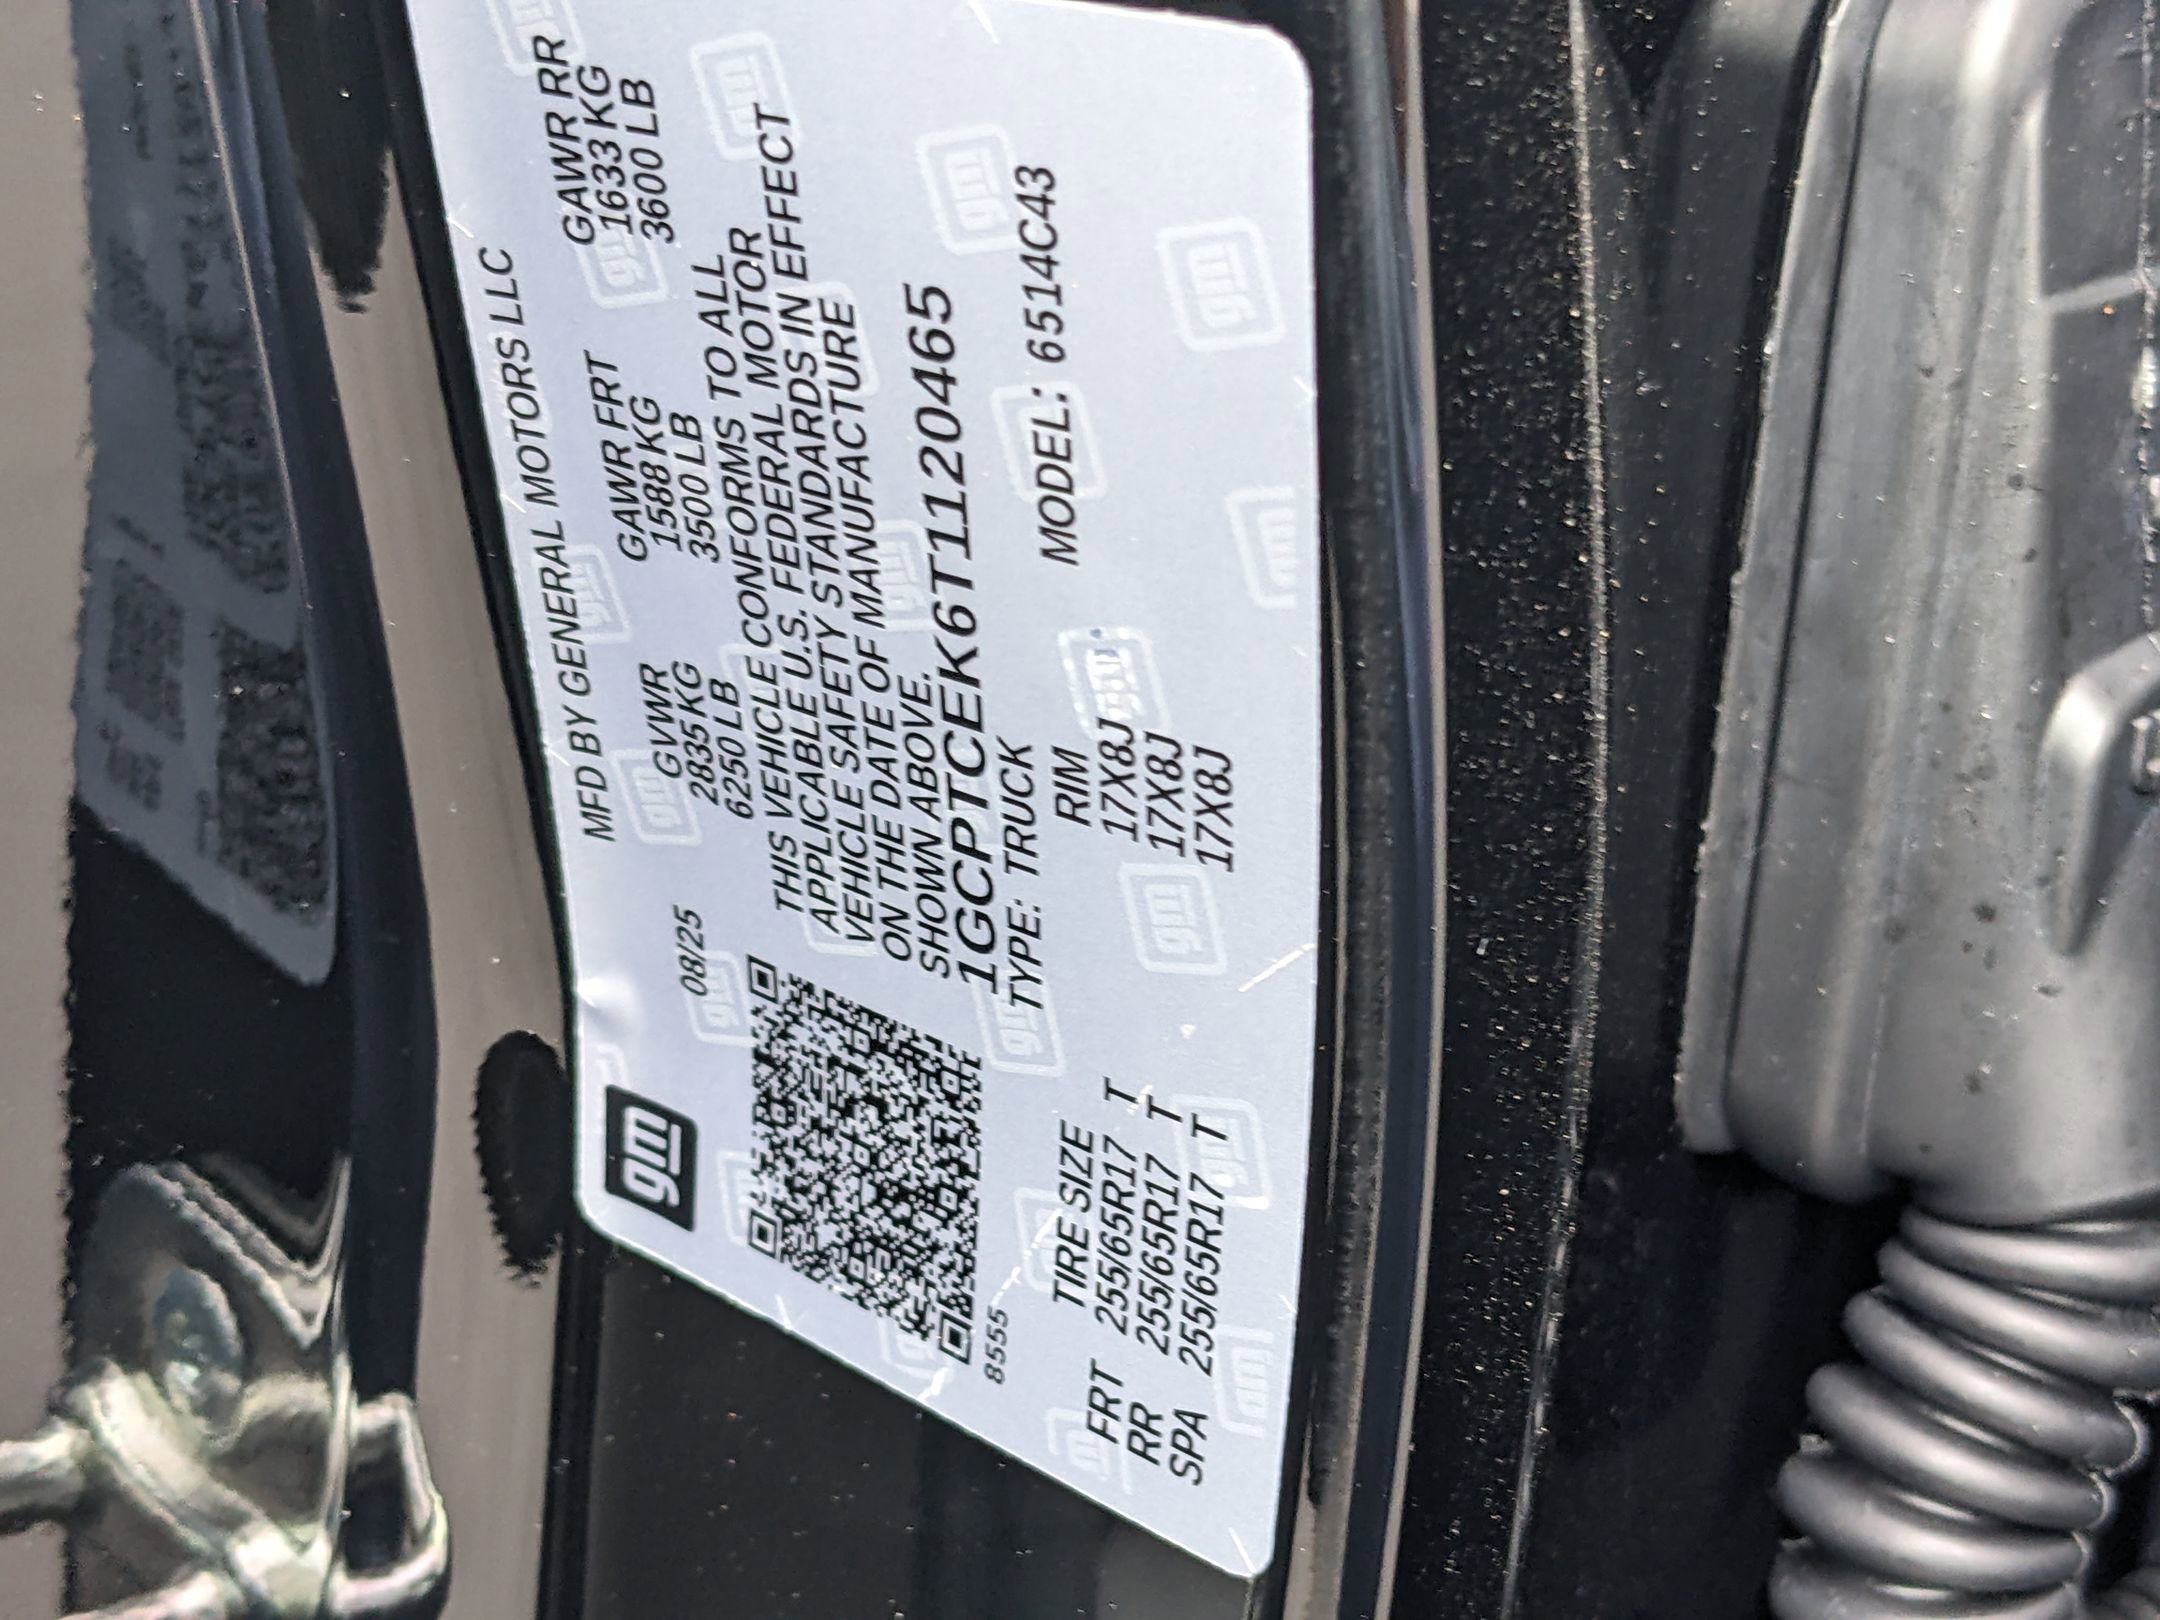 gm
MFD BY GENERAL MOTORS LLC
08/25 GVWR GAWR FRT GAWR RR
2835 KG 1588 KG 1633 KG
6250 LB 3500 LB 3600 LB
THIS VEHICLE CONFORMS TO ALL
APPLICABLE U.S. FEDERAL MOTOR
VEHICLE SAFETY STANDARDS IN EFFECT
ON THE DATE OF MANUFACTURE
SHOWN ABOVE.
1GCPTCEK6T1120465
8555
TYPE: TRUCK MODEL: 6514C43
TIRE SIZE RIM
FRT 255/65R17 T 17X8J
RR 255/65R17 T 17X8J
SPA 255/65R17 T 17X8J